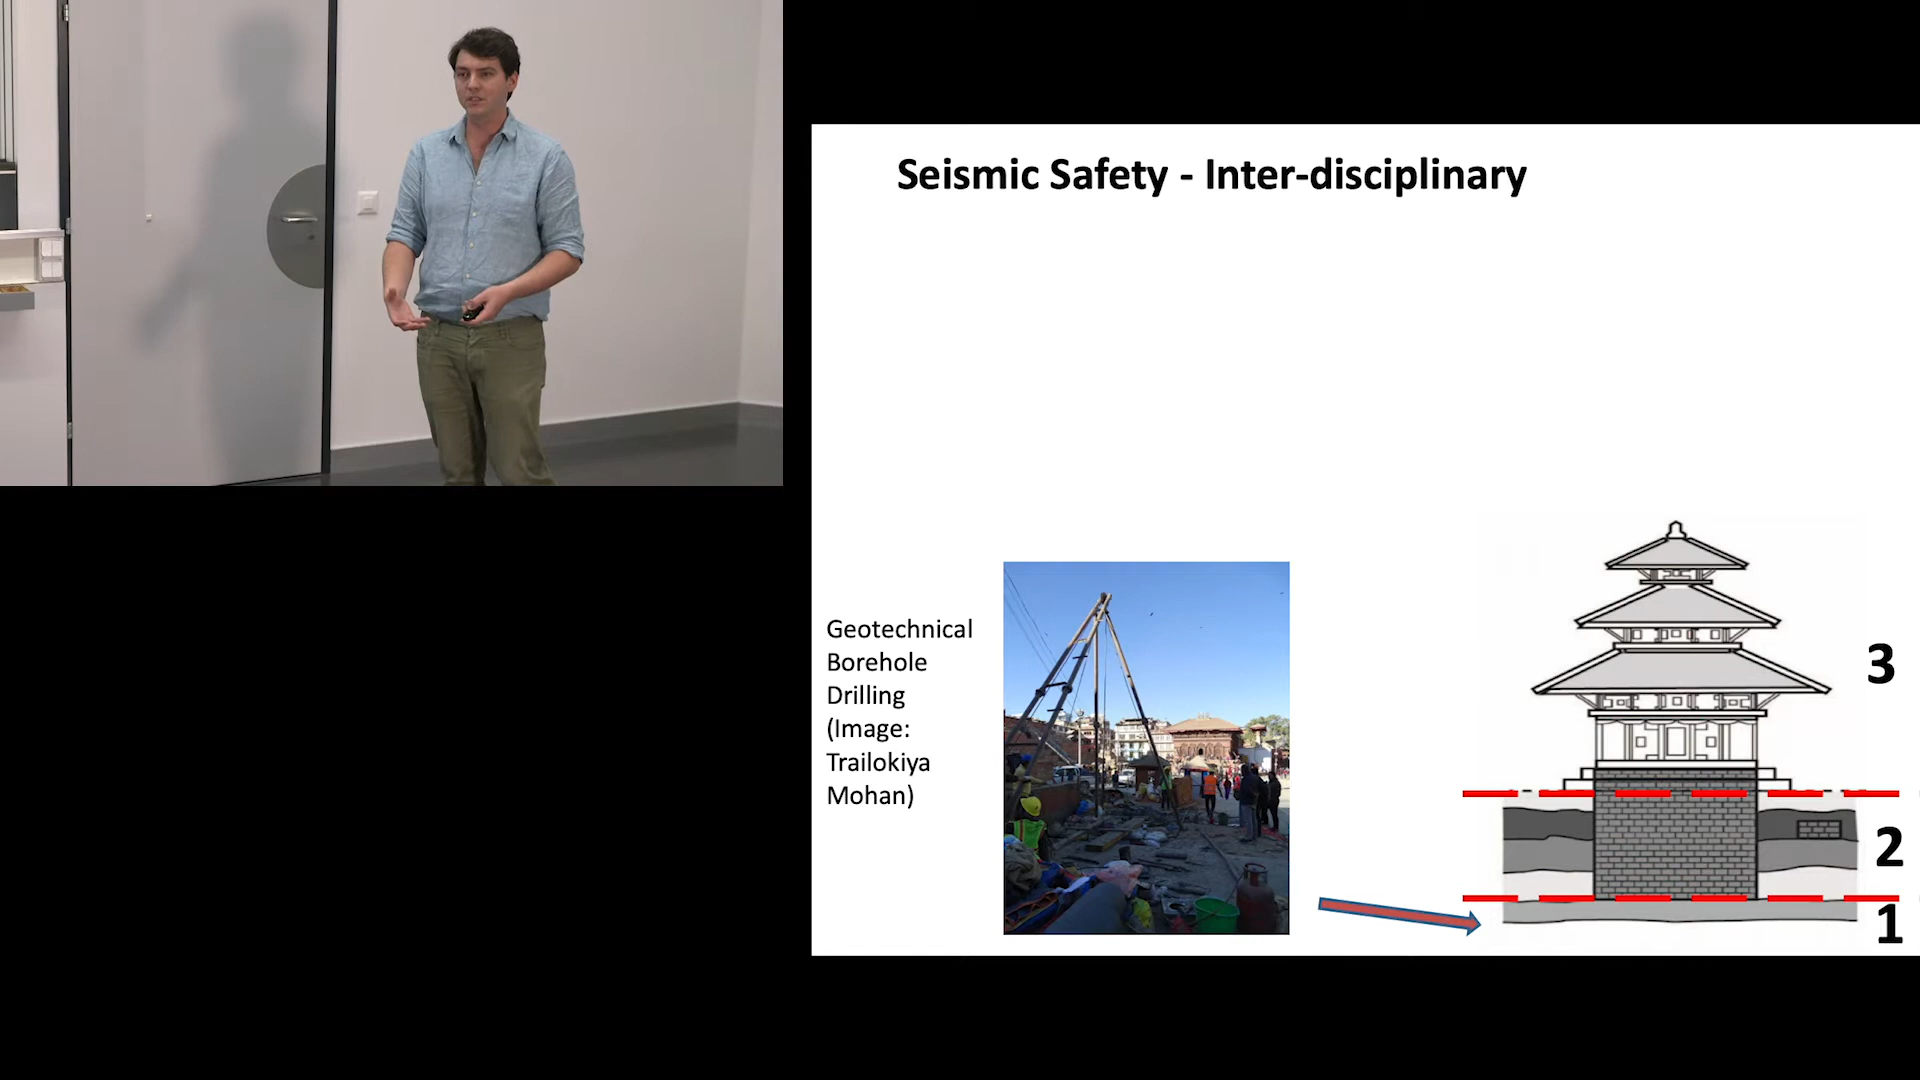 Seismic Safety - Inter-disciplinary
Geotechnical
Borehole
Drilling
(Image:
Trailokiya
Mohan)
3
2
1